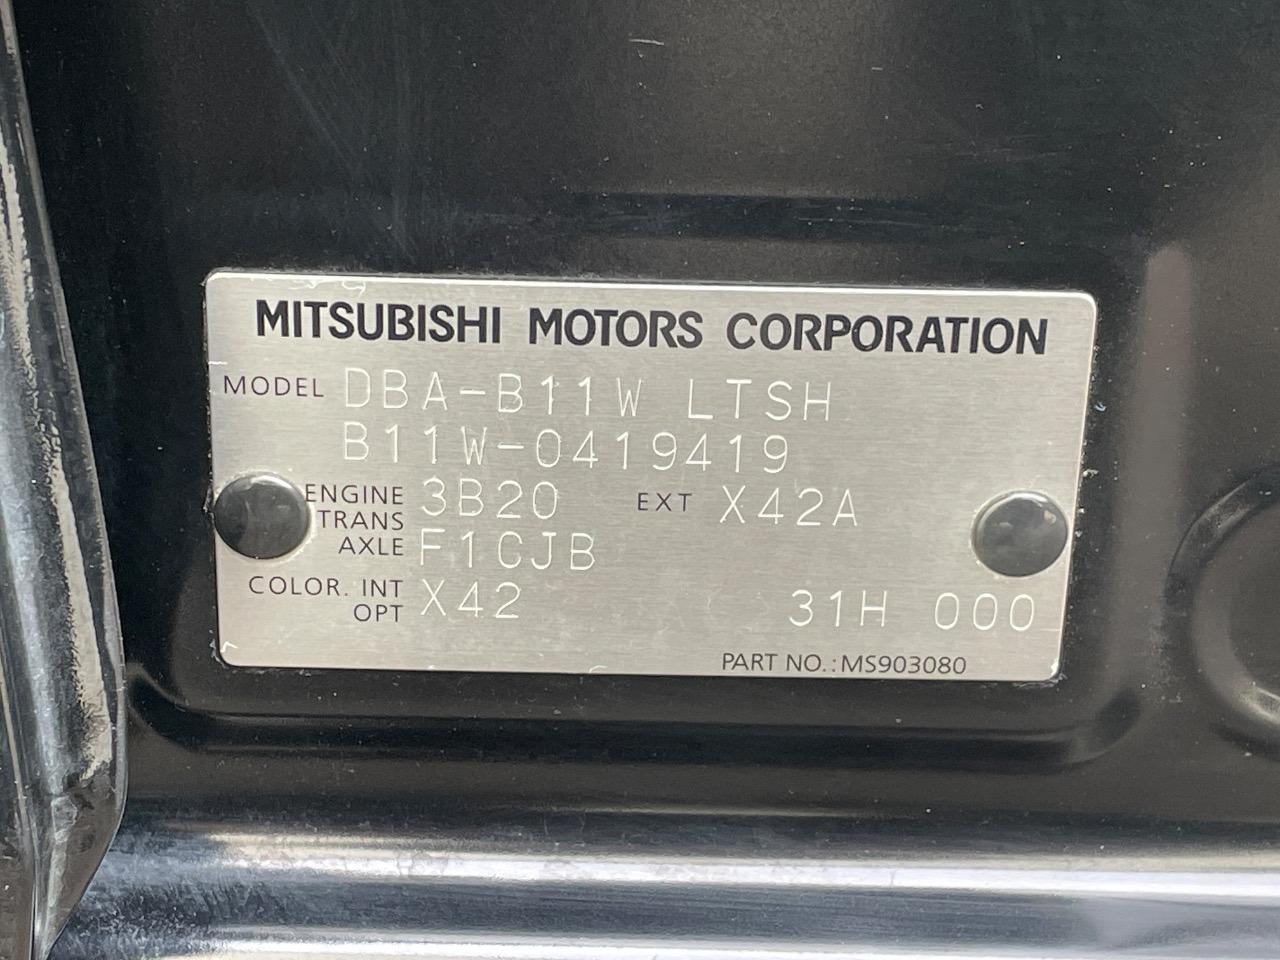 MITSUBISHI MOTORS CORPORATION
MODEL DBA-B11W LTSH
B11W-0419419
ENGINE 3B20 EXT X42A
TRANS
AXLE F1CJB
COLOR. INT X42 31H 000
OPT
PART NO.: MS903080